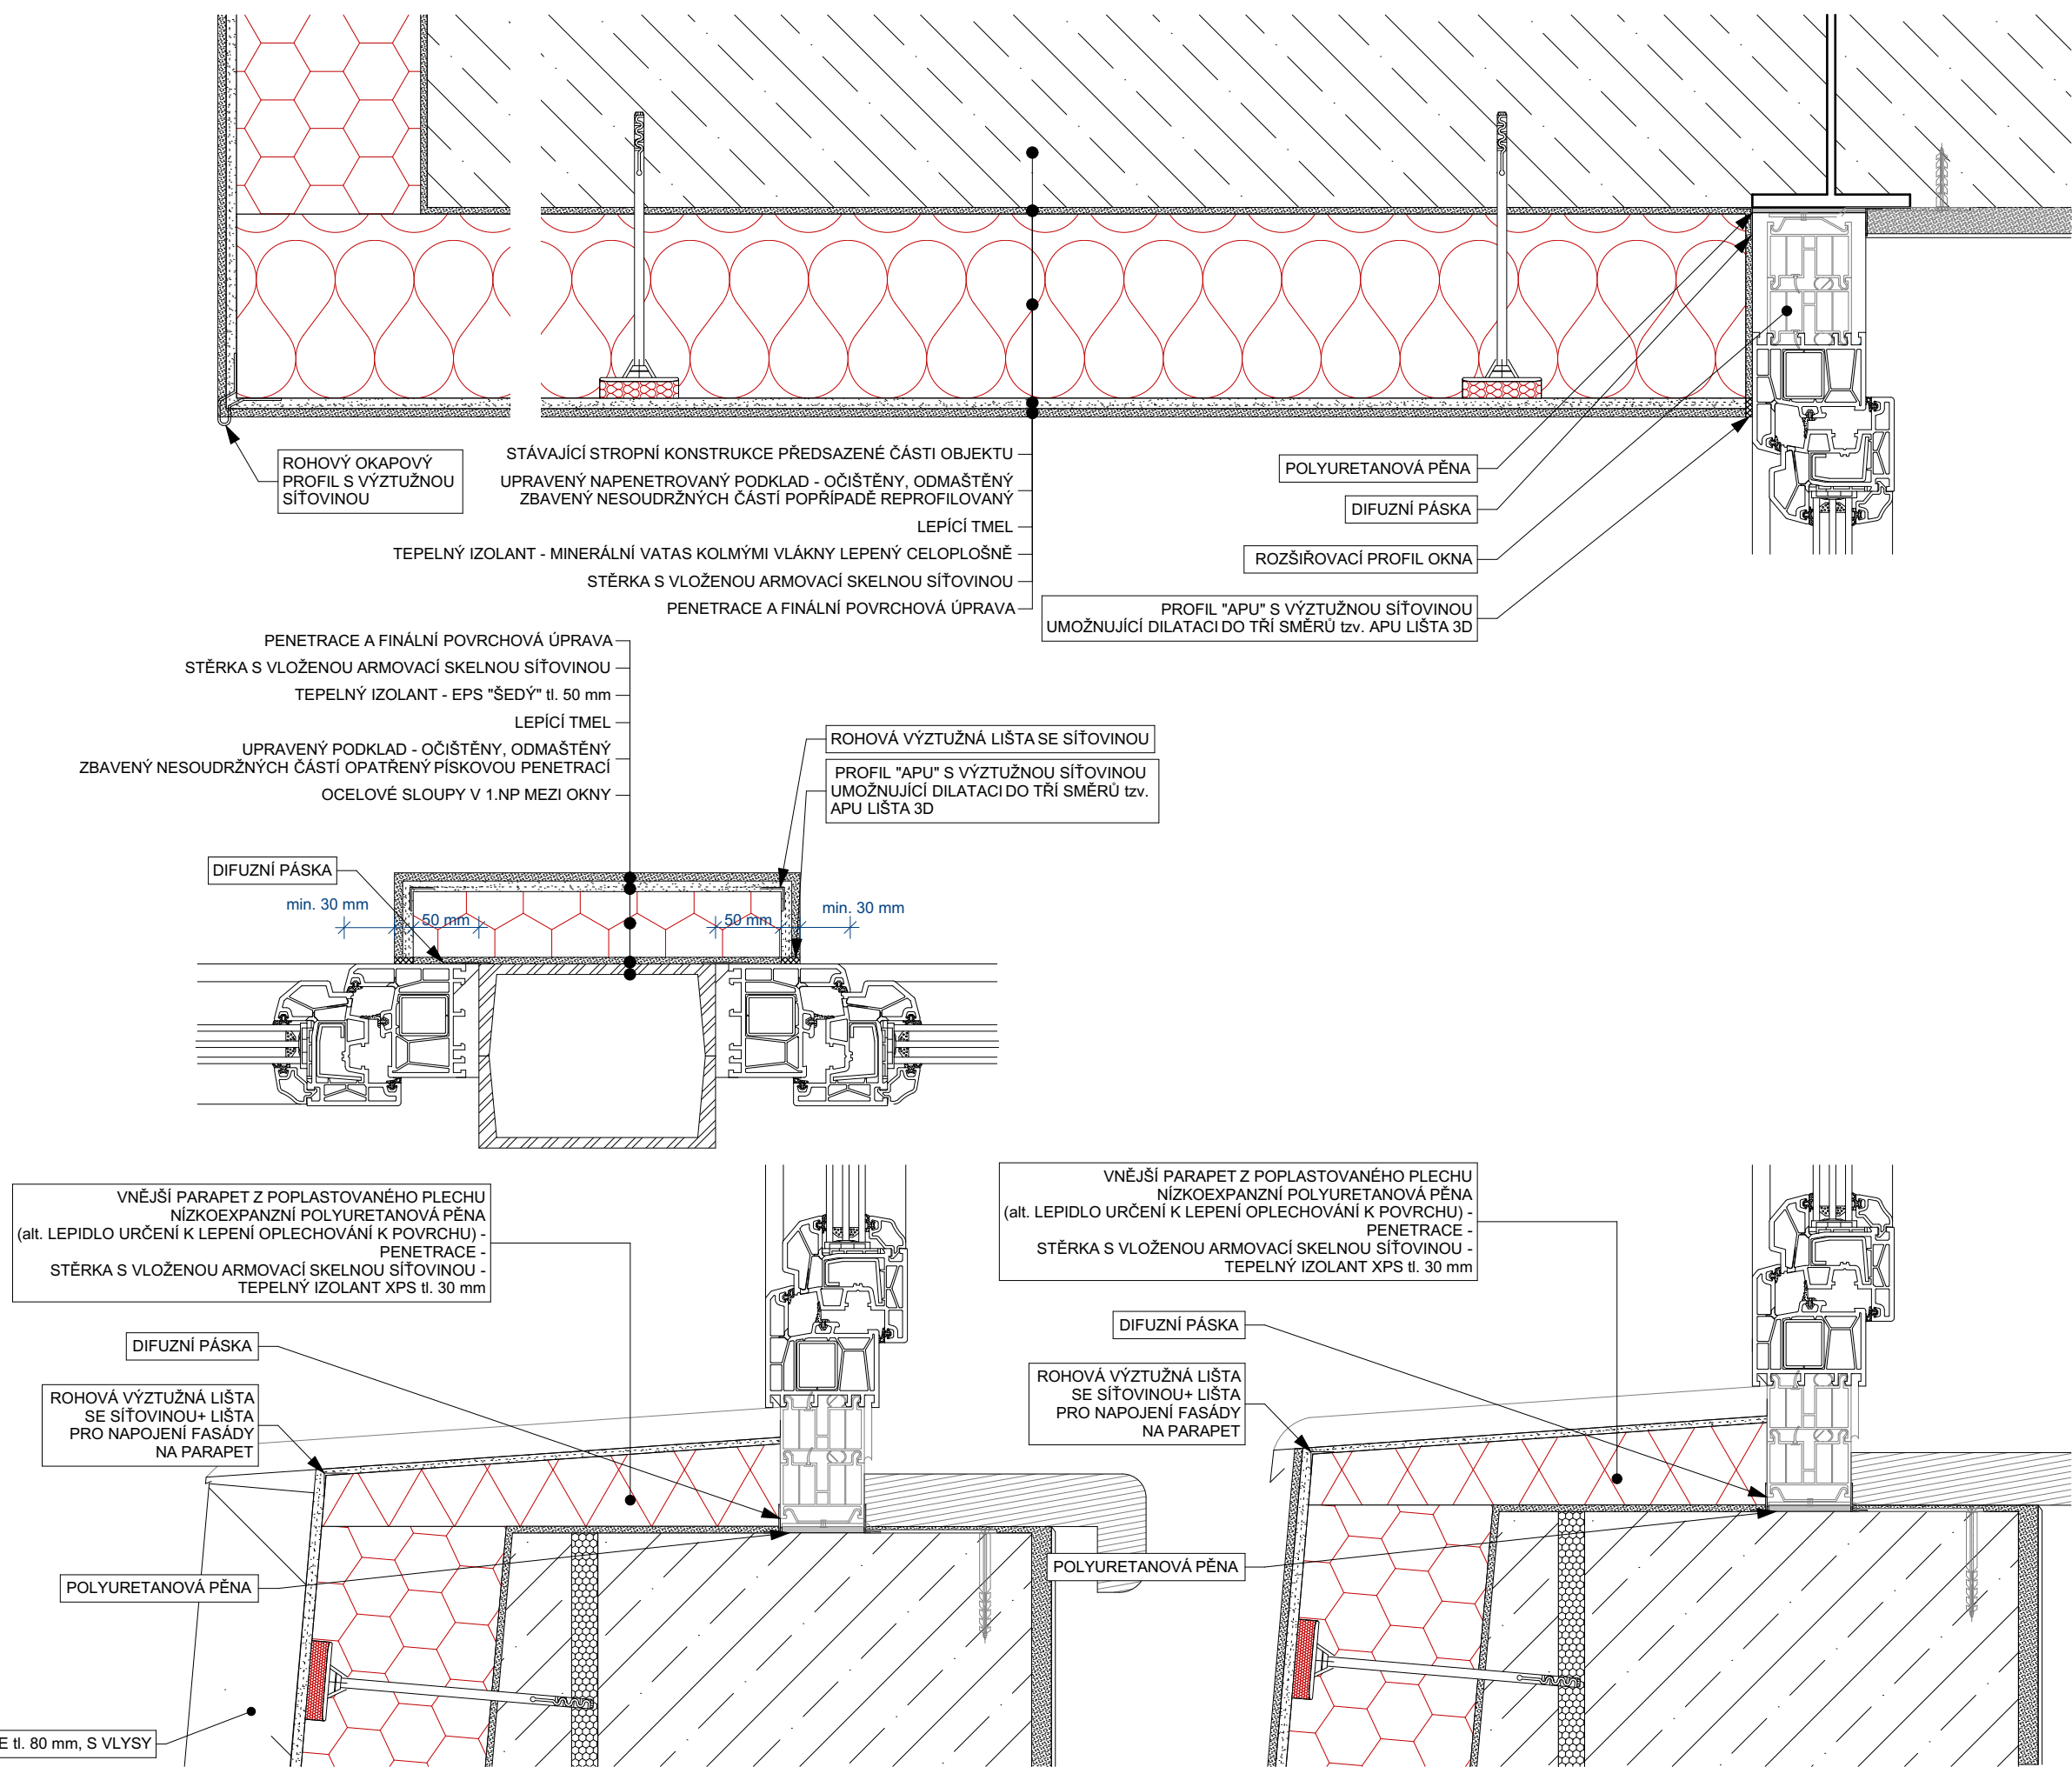 ROHOVÝ OKAPOVÝ
PROFIL S VÝZTUŽNOU
SÍŤOVINOU
STÁVAJÍCÍ STROPNÍ KONSTRUKCE PŘEDSAZENÉ ČÁSTI OBJEKTU
UPRAVENÝ NAPENETROVANÝ PODKLAD - OČIŠTĚNY, ODMAŠTĚNÝ
ZBAVENÝ NESOUDRŽNÝCH ČÁSTÍ POPŘÍPADĚ REPROFILOVANÝ
LEPÍCÍ TMEL
TEPELNÝ IZOLANT - MINERÁLNÍ VATAS KOLMÝMI VLÁKNY LEPENÝ CELOPLOŠNĚ
STĚRKA S VLOŽENOU ARMOVACÍ SKELNOU SÍŤOVINOU
PENETRACE A FINÁLNÍ POVRCHOVÁ ÚPRAVA
POLYURETANOVÁ PĚNA
DIFUZNÍ PÁSKA
ROZŠIŘOVACÍ PROFIL OKNA
PROFIL "APU" S VÝZTUŽNOU SÍŤOVINOU
UMOŽNUJÍCÍ DILATACI DO TŘÍ SMĚRŮ tzv. APU LIŠTA 3D
PENETRACE A FINÁLNÍ POVRCHOVÁ ÚPRAVA
STĚRKA S VLOŽENOU ARMOVACÍ SKELNOU SÍŤOVINOU
TEPELNÝ IZOLANT - EPS "ŠEDÝ" tl. 50 mm
LEPÍCÍ TMEL
UPRAVENÝ PODKLAD - OČIŠTĚNY, ODMAŠTĚNÝ
ZBAVENÝ NESOUDRŽNÝCH ČÁSTÍ OPATŘENÝ PÍSKOVOU PENETRACÍ
OCELOVÉ SLOUPY V 1.NP MEZI OKNY
ROHOVÁ VÝZTUŽNÁ LIŠTA SE SÍŤOVINOU
PROFIL "APU" S VÝZTUŽNOU SÍŤOVINOU
UMOŽNUJÍCÍ DILATACI DO TŘÍ SMĚRŮ tzv.
APU LIŠTA 3D
DIFUZNÍ PÁSKA
min. 30 mm
50 mm
50 mm
min. 30 mm
VNĚJŠÍ PARAPET Z POPLASTOVANÉHO PLECHU
NÍZKOEXPANZNÍ POLYURETANOVÁ PĚNA
(alt. LEPIDLO URČENÍ K LEPENÍ OPLECHOVÁNÍ K POVRCHU) -
PENETRACE -
STĚRKA S VLOŽENOU ARMOVACÍ SKELNOU SÍŤOVINOU -
TEPELNÝ IZOLANT XPS tl. 30 mm
DIFUZNÍ PÁSKA
ROHOVÁ VÝZTUŽNÁ LIŠTA
SE SÍŤOVINOU+ LIŠTA
PRO NAPOJENÍ FASÁDY
NA PARAPET
POLYURETANOVÁ PĚNA
E tl. 80 mm, S VLYSY
VNĚJŠÍ PARAPET Z POPLASTOVANÉHO PLECHU
NÍZKOEXPANZNÍ POLYURETANOVÁ PĚNA
(alt. LEPIDLO URČENÍ K LEPENÍ OPLECHOVÁNÍ K POVRCHU) -
PENETRACE -
STĚRKA S VLOŽENOU ARMOVACÍ SKELNOU SÍŤOVINOU -
TEPELNÝ IZOLANT XPS tl. 30 mm
DIFUZNÍ PÁSKA
ROHOVÁ VÝZTUŽNÁ LIŠTA
SE SÍŤOVINOU+ LIŠTA
PRO NAPOJENÍ FASÁDY
NA PARAPET
POLYURETANOVÁ PĚNA